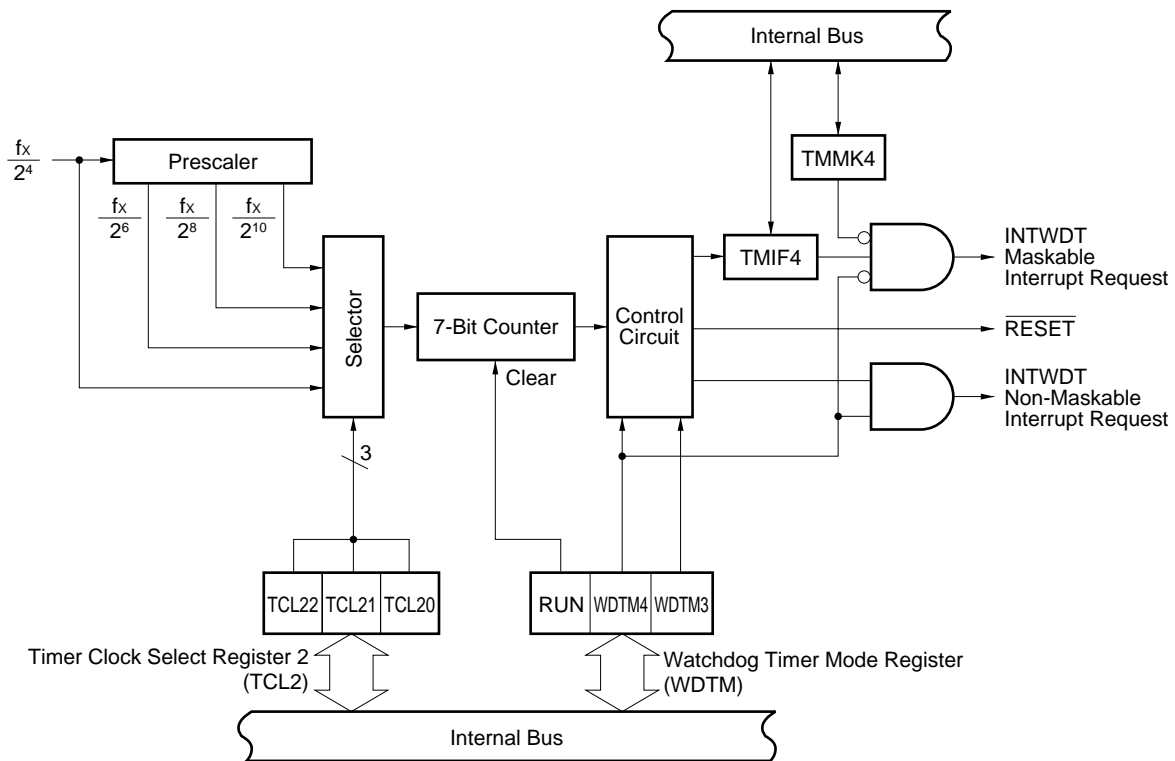 Internal Bus
fX
2⁴
Prescaler
TMMK4
fX
2⁶
fX
2⁸
fX
2¹⁰
Selector
7-Bit Counter
Clear
Control
Circuit
TMIF4
INTWDT
Maskable
Interrupt Request
RESET
INTWDT
Non-Maskable
Interrupt Request
3
TCL22 TCL21 TCL20
RUN WDTM4 WDTM3
Timer Clock Select Register 2
(TCL2)
Watchdog Timer Mode Register
(WDTM)
Internal Bus